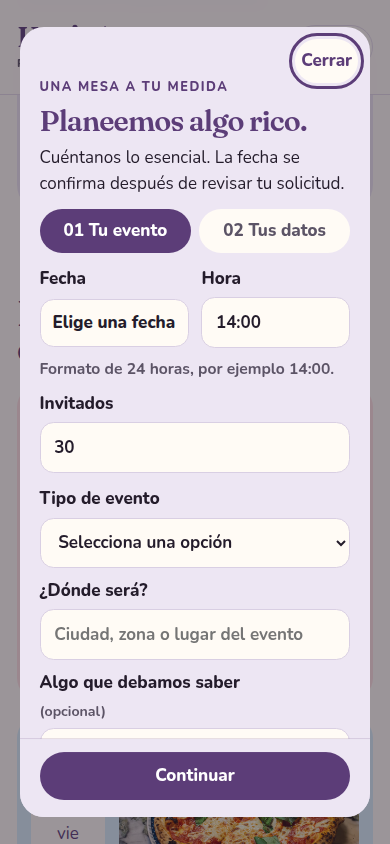 Cerrar
UNA MESA A TU MEDIDA
Planeemos algo rico.
Cuéntanos lo esencial. La fecha se
confirma después de revisar tu solicitud.
01 Tu evento
02 Tus datos
Fecha
Hora
Elige una fecha
14:00
Formato de 24 horas, por ejemplo 14:00.
Invitados
30
Tipo de evento
Selecciona una opción
¿Dónde será?
Ciudad, zona o lugar del evento
Algo que debamos saber
(opcional)
Continuar
vie